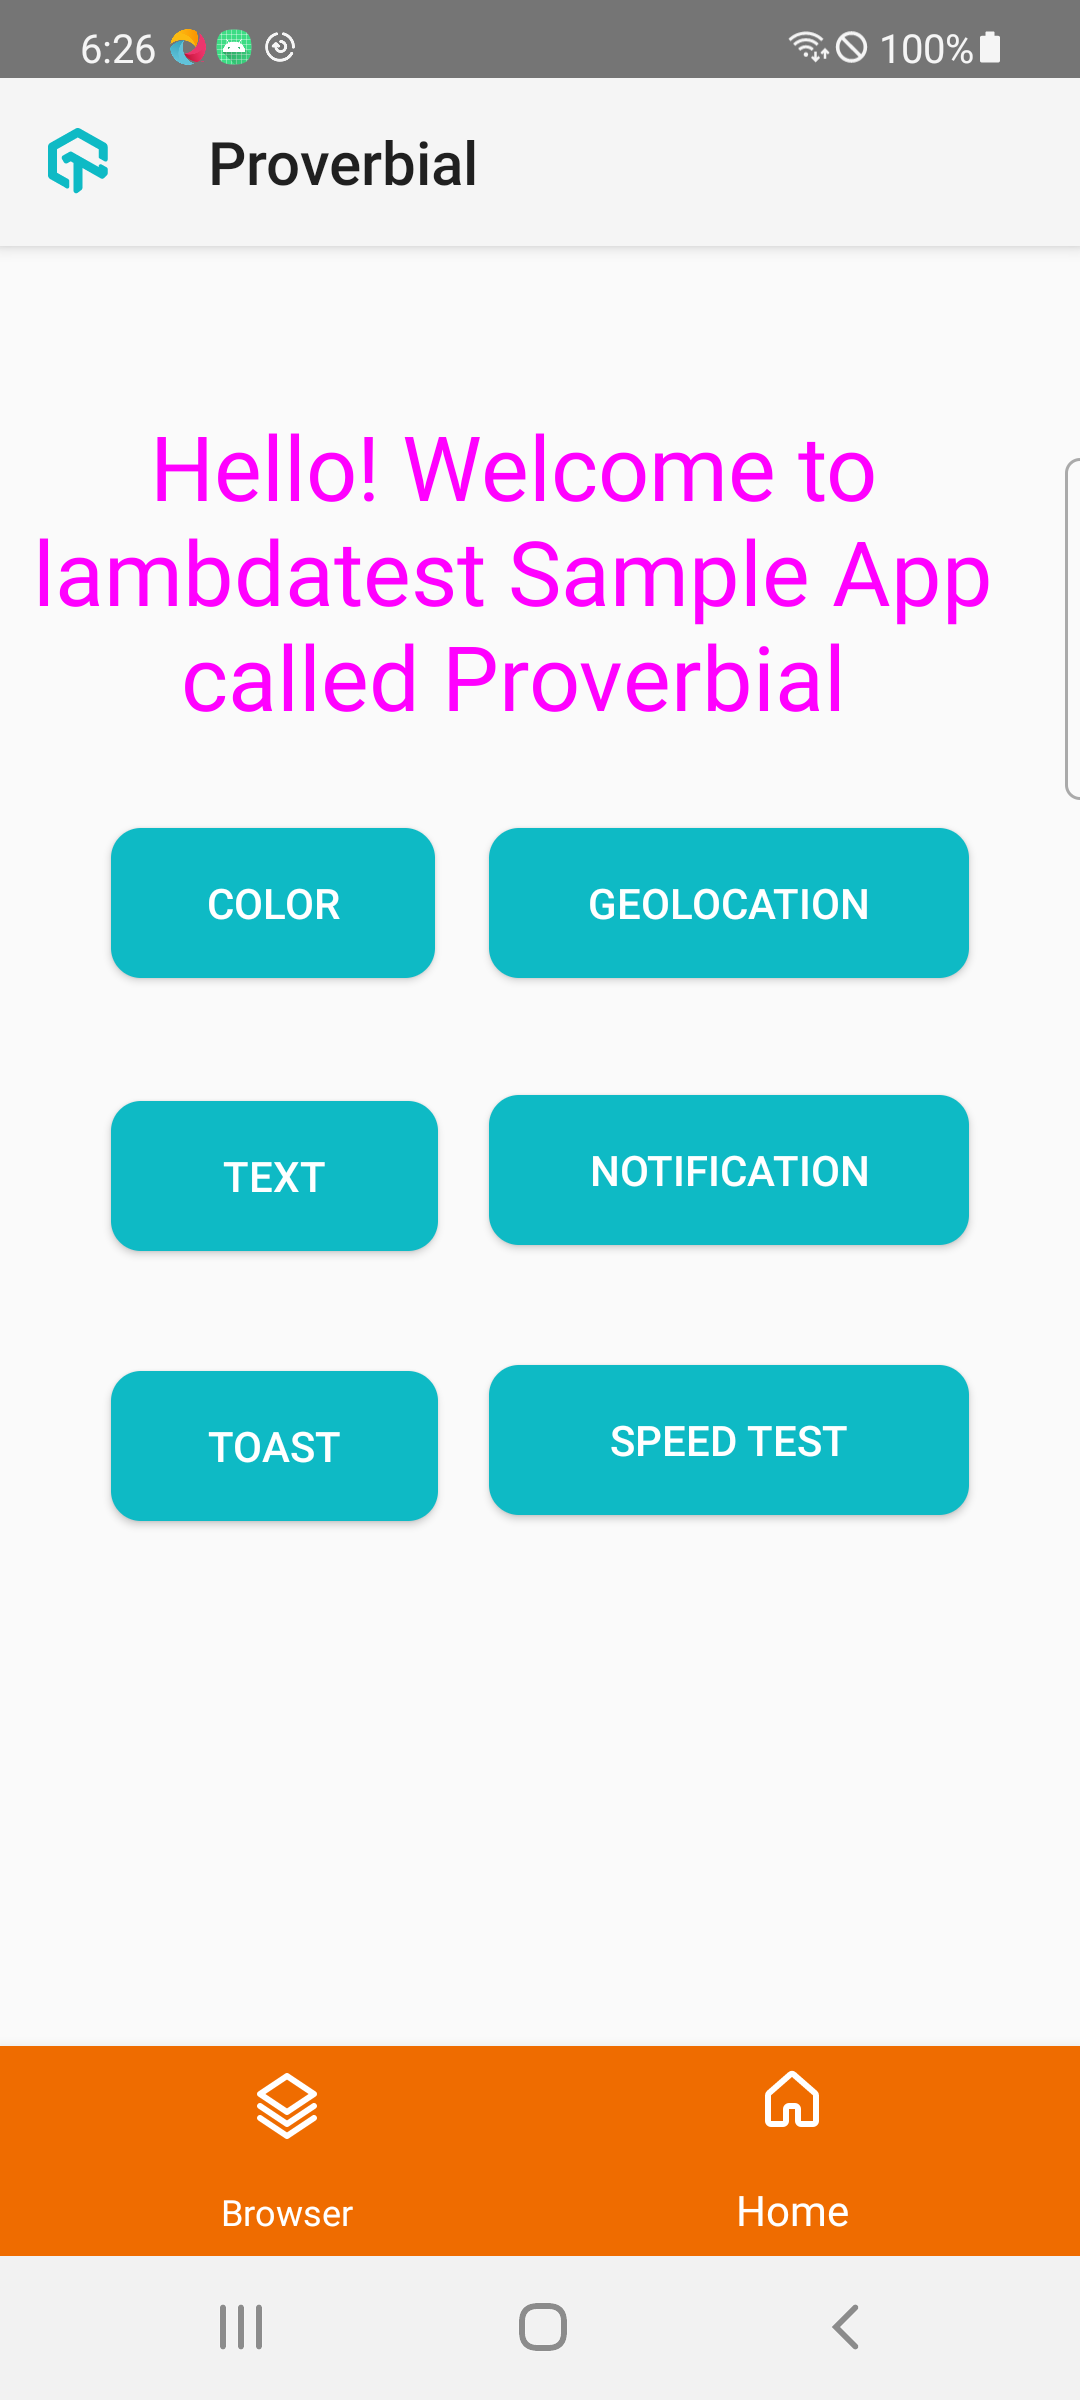 6:26 100%
Proverbial
Hello! Welcome to
lambdatest Sample App
called Proverbial
COLOR GEOLOCATION
TEXT NOTIFICATION
TOAST SPEED TEST
Browser Home